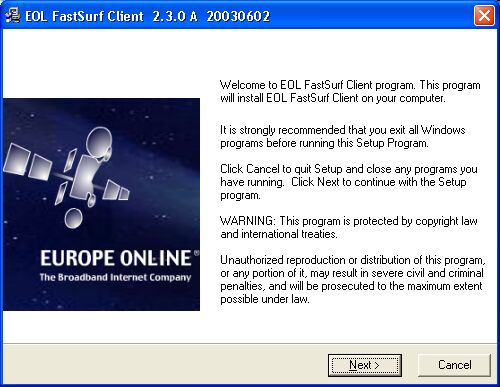 EOL FastSurf Client 2.3.0 A 20030602
Welcome to EOL FastSurf Client program. This program
will install EOL FastSurf Client on your computer.
It is strongly recommended that you exit all Windows
programs before running this Setup Program.
Click Cancel to quit Setup and close any programs you
have running. Click Next to continue with the Setup
program.
WARNING: This program is protected by copyright law
and international treaties.
Unauthorized reproduction or distribution of this program,
or any portion of it, may result in severe civil and criminal
penalties, and will be prosecuted to the maximum extent
possible under law.
EUROPE ONLINE®
The Broadband Internet Company
Next >
Cancel